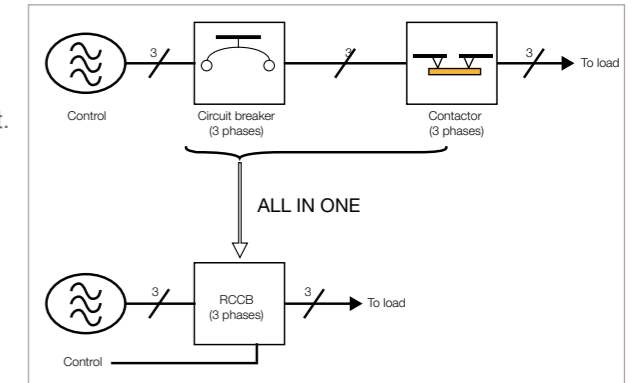 3
3
3
To load
t.
Control
Circuit breaker
(3 phases)
Contactor
(3 phases)
ALL IN ONE
3
RCCB
(3 phases)
3
To load
Control